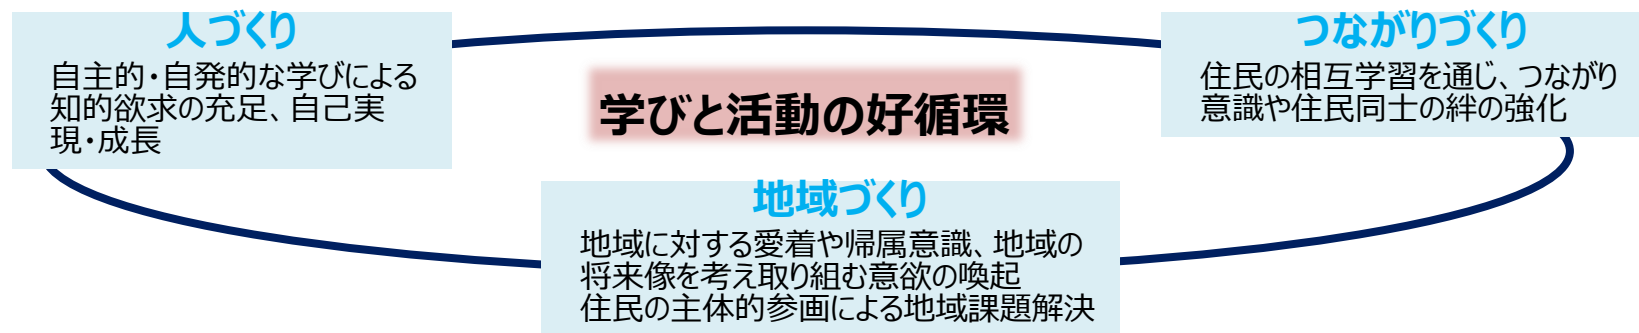 人づくり
自主的・自発的な学びによる
知的欲求の充足、自己実
現・成長
学びと活動の好循環
つながりづくり
住民の相互学習を通じ、つながり
意識や住民同士の絆の強化
地域づくり
地域に対する愛着や帰属意識、地域の
将来像を考え取り組む意欲の喚起
住民の主体的参画による地域課題解決